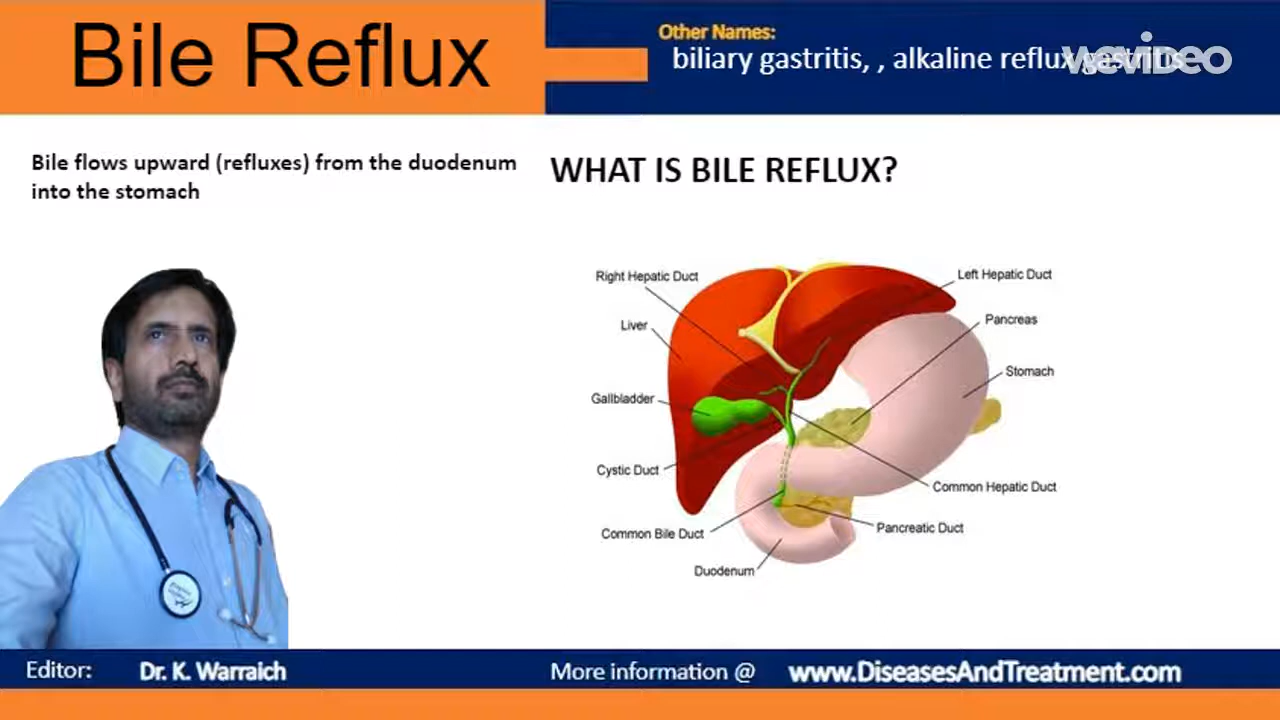 Bile Reflux
Other Names:
biliary gastritis, , alkaline reflux gastritis
WeVideo
Bile flows upward (refluxes) from the duodenum
into the stomach
WHAT IS BILE REFLUX?
Right Hepatic Duct
Left Hepatic Duct
Liver
Pancreas
Stomach
Gallbladder
Cystic Duct
Common Hepatic Duct
Common Bile Duct
Pancreatic Duct
Duodenum
Editor:
Dr. K. Warraich
More information @
www.DiseasesAndTreatment.com